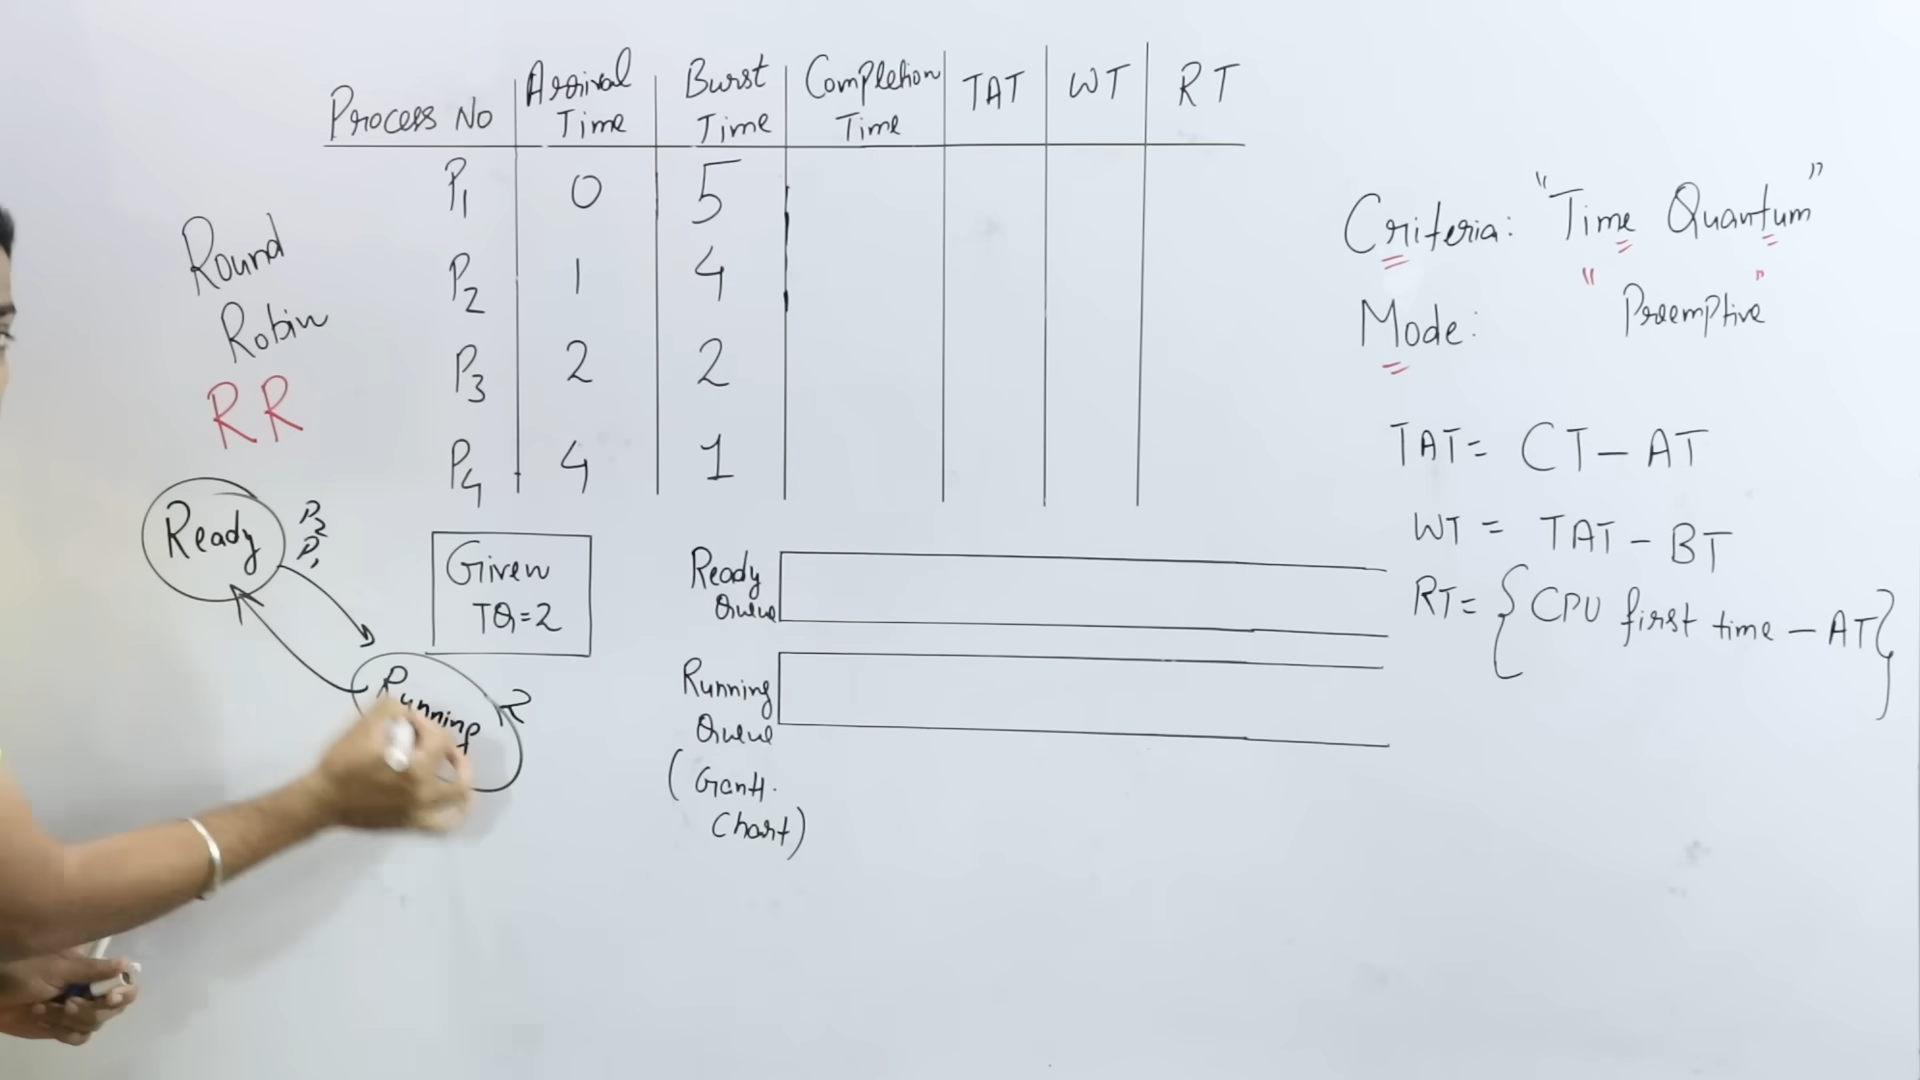 Process No | Arrival Time | Burst Time | Completion Time | TAT | WT | RT
P1 0 5
P2 1 4
P3 2 2
P4 4 1
Round
Robin
RR
Criteria: "Time Quantum"
Mode: "Preemptive"
TAT = CT - AT
WT = TAT - BT
RT = {CPU first time - AT}
Ready
P2
P1
Running
Given
TQ=2
Ready
Queue
Running
Queue
(Gantt.
Chart)